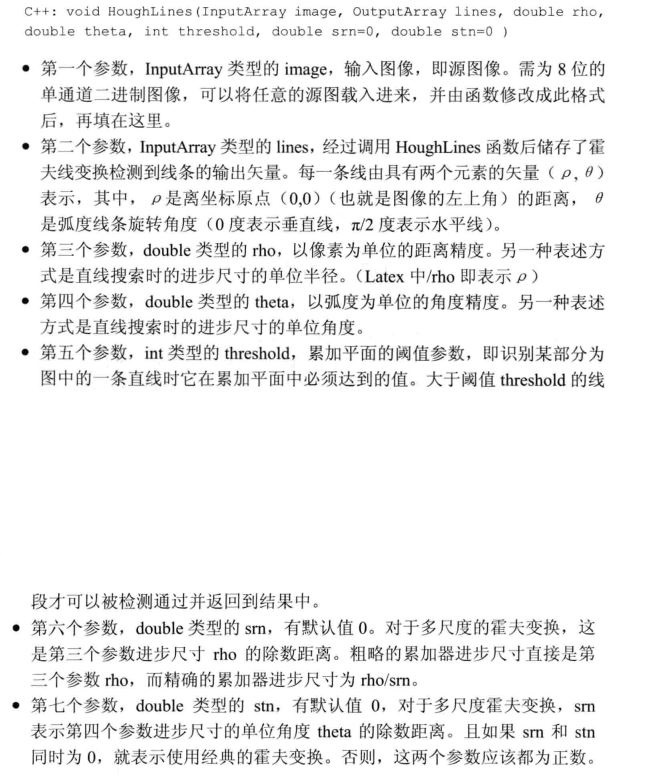 C++: void HoughLines(InputArray image, OutputArray lines, double rho,
double theta, int threshold, double srn=0, double stn=0 )
● 第一个参数，InputArray 类型的 image，输入图像，即源图像。需为 8 位的
单通道二进制图像，可以将任意的源图载入进来，并由函数修改成此格式
后，再填在这里。
● 第二个参数，InputArray 类型的 lines，经过调用 HoughLines 函数后储存了霍
夫线变换检测到线条的输出矢量。每一条线由具有两个元素的矢量（ρ, θ）
表示，其中，ρ是离坐标原点（0,0）（也就是图像的左上角）的距离，θ
是弧度线条旋转角度（0 度表示垂直线，π/2 度表示水平线）。
● 第三个参数，double 类型的 rho，以像素为单位的距离精度。另一种表述方
式是直线搜索时的进步尺寸的单位半径。（Latex 中/rho 即表示ρ）
● 第四个参数，double 类型的 theta，以弧度为单位的角度精度。另一种表述
方式是直线搜索时的进步尺寸的单位角度。
● 第五个参数，int 类型的 threshold，累加平面的阈值参数，即识别某部分为
图中的一条直线时它在累加平面中必须达到的值。大于阈值 threshold 的线
段才可以被检测通过并返回到结果中。
● 第六个参数，double 类型的 srn，有默认值 0。对于多尺度的霍夫变换，这
是第三个参数进步尺寸 rho 的除数距离。粗略的累加器进步尺寸直接是第
三个参数 rho，而精确的累加器进步尺寸为 rho/srn。
● 第七个参数，double 类型的 stn，有默认值 0，对于多尺度霍夫变换，srn
表示第四个参数进步尺寸的单位角度 theta 的除数距离。且如果 srn 和 stn
同时为 0，就表示使用经典的霍夫变换。否则，这两个参数应该都为正数。